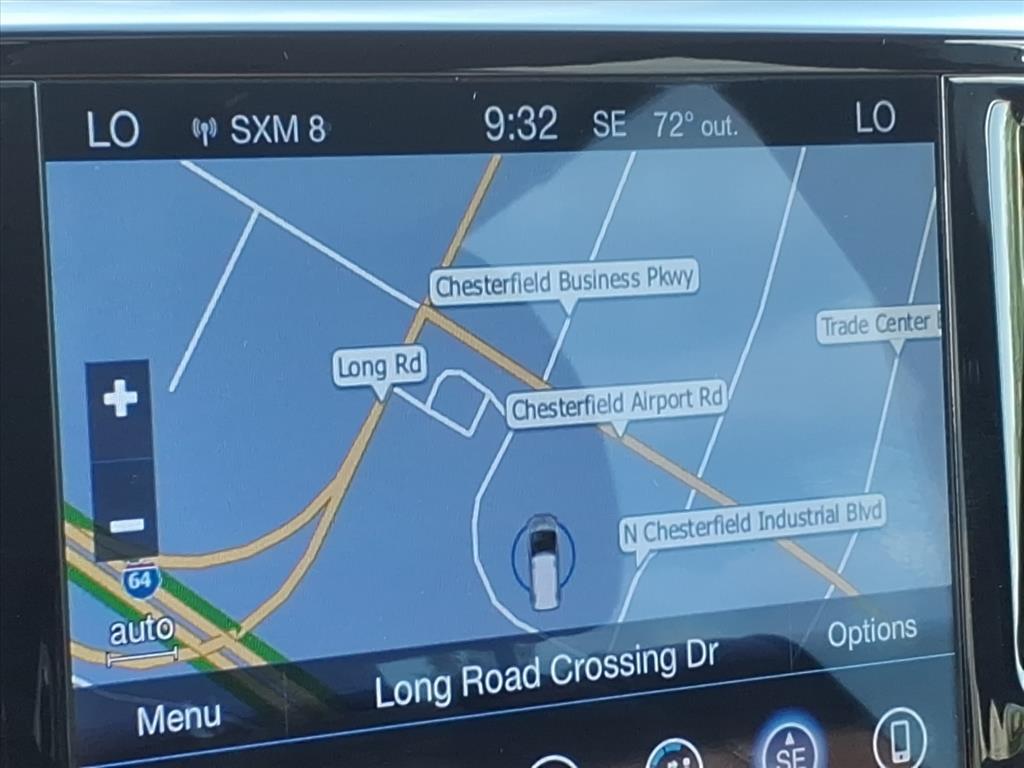 LO SXM 8 9:32 SE 72° out. LO
Chesterfield Business Pkwy
Trade Center
Long Rd
Chesterfield Airport Rd
N Chesterfield Industrial Blvd
64
auto
Options
Long Road Crossing Dr
Menu
SE